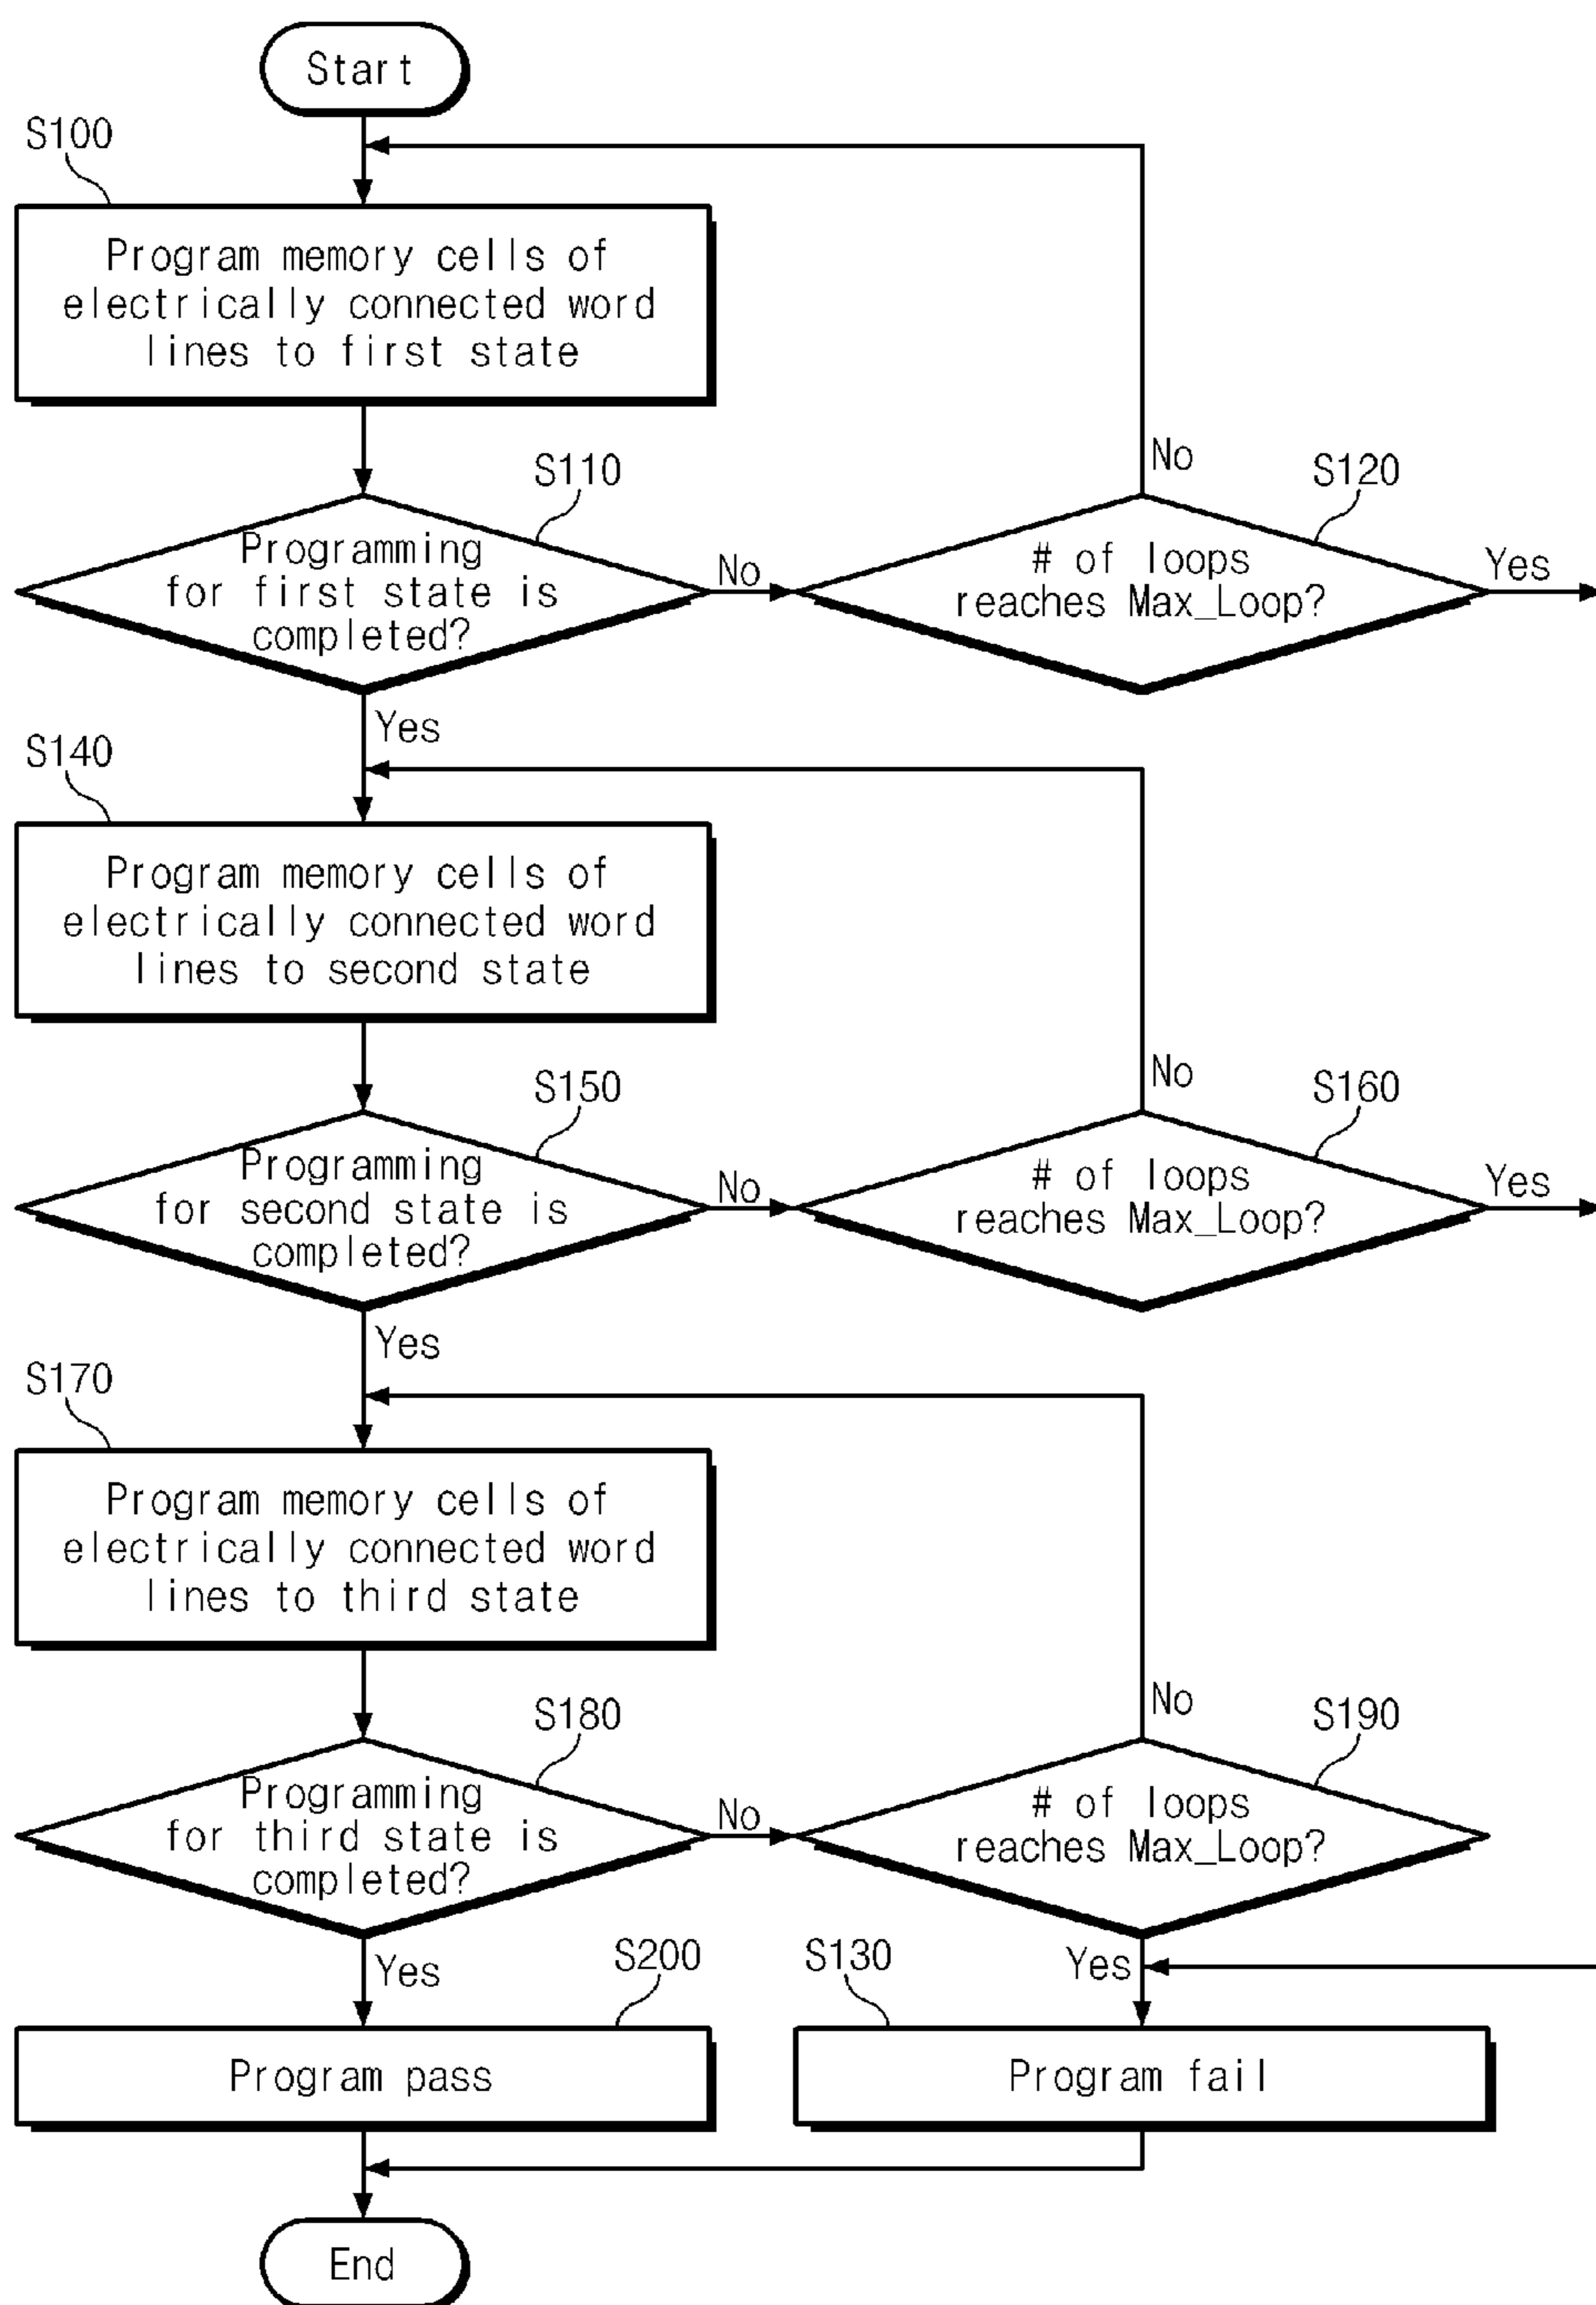 Start
S100
Program memory cells of
electrically connected word
lines to first state
No
S110
S120
Programming
for first state is
completed?
No
# of loops
reaches Max_Loop?
Yes
Yes
S140
Program memory cells of
electrically connected word
lines to second state
No
S150
S160
Programming
for second state is
completed?
No
# of loops
reaches Max_Loop?
Yes
Yes
S170
Program memory cells of
electrically connected word
lines to third state
No
S180
S190
Programming
for third state is
completed?
No
# of loops
reaches Max_Loop?
Yes
S200
S130
Yes
Program pass
Program fail
End